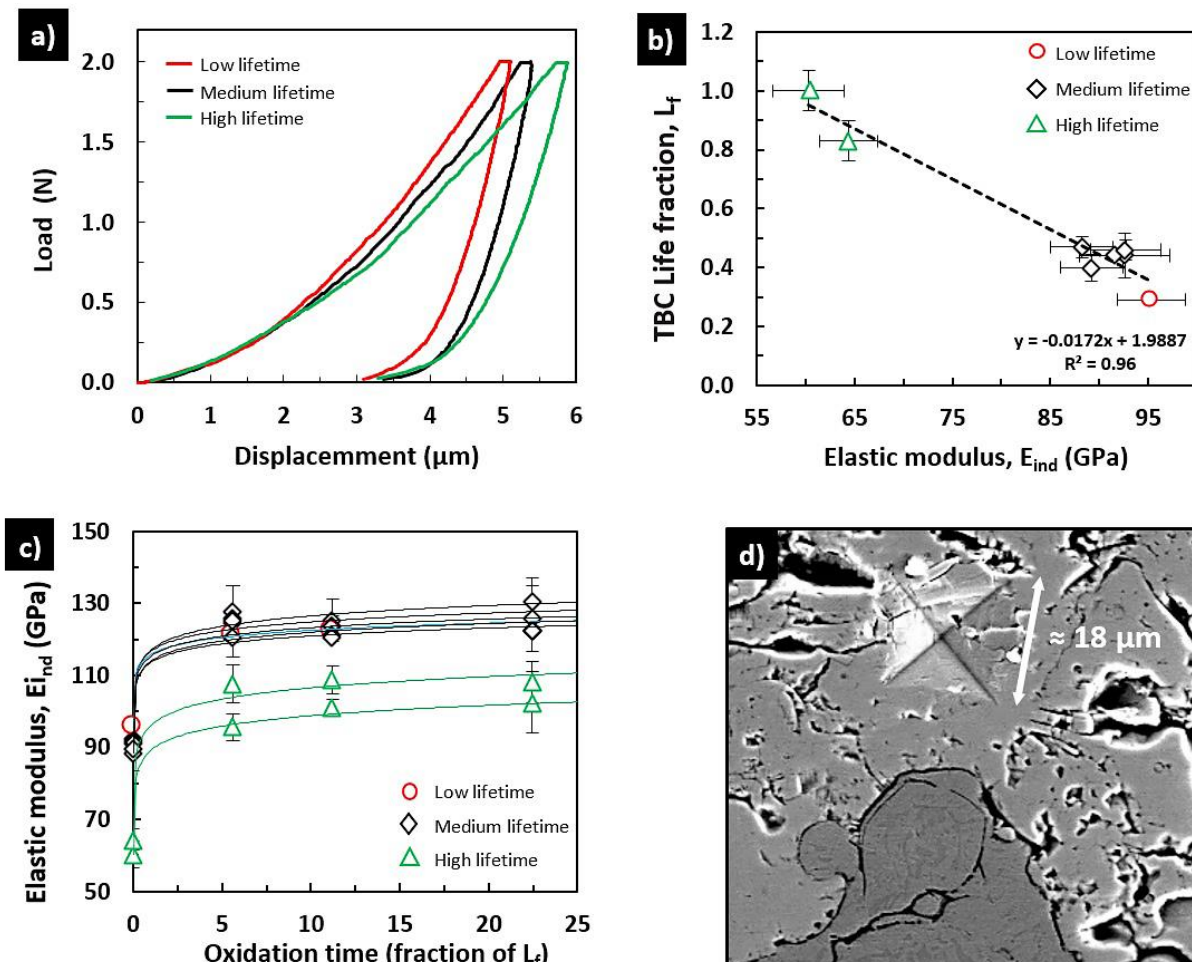 a)
Load (N)
2.0
1.5
1.0
0.5
0.0
Low lifetime
Medium lifetime
High lifetime
0 1 2 3 4 5 6
Displacemment (μm)
b)
TBC Life fraction, Lf
1.2
1.0
0.8
0.6
0.4
0.2
0.0
Low lifetime
Medium lifetime
High lifetime
y = -0.0172x + 1.9887
R² = 0.96
55 65 75 85 95
Elastic modulus, Eind (GPa)
c)
Elastic modulus, Eind (GPa)
150
130
110
90
70
50
Low lifetime
Medium lifetime
High lifetime
0 5 10 15 20 25
Oxidation time (fraction of Lf)
d)
≈ 18 μm